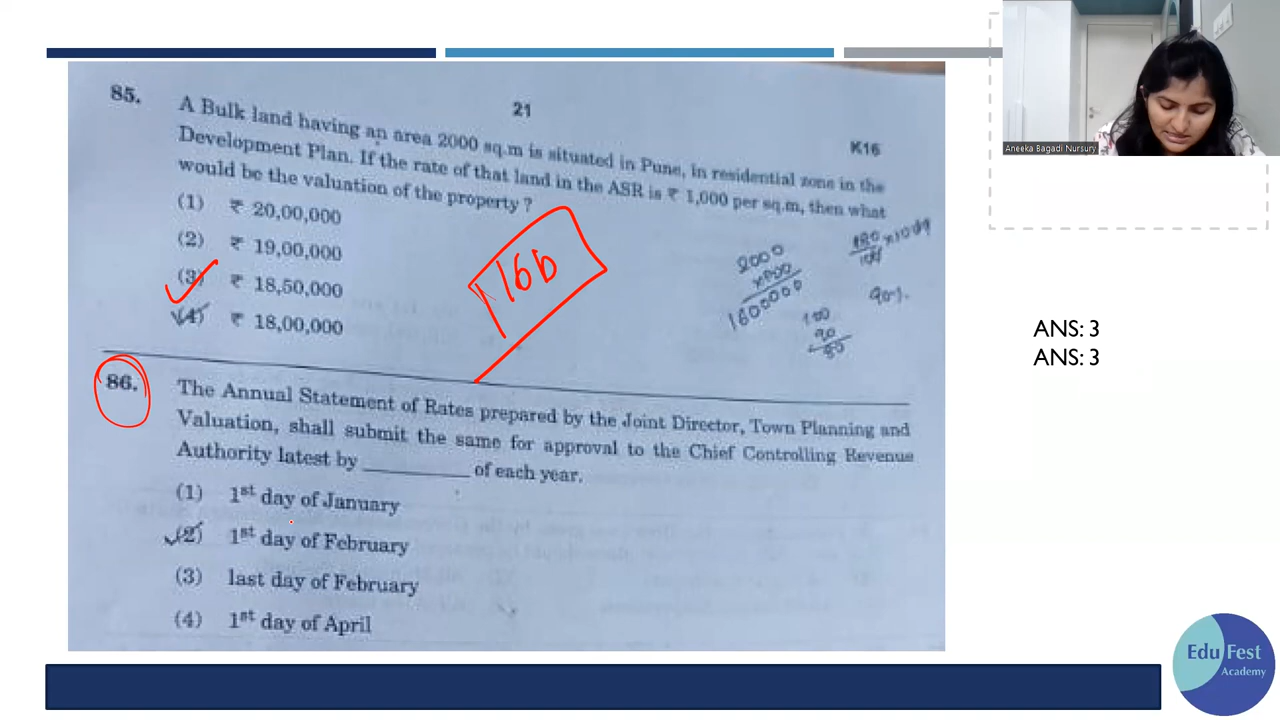 85.
21
K16
A Bulk land having an area 2000 sq.m is situated in Pune, in residential zone in the
Development Plan. If the rate of that land in the ASR is ₹ 1,000 per sq.m, then what
would be the valuation of the property ?
(1) ₹ 20,00,000
(2) ₹ 19,00,000
(3) ₹ 18,50,000
(4) ₹ 18,00,000
2000
1600000
100
90
90%
86.
The Annual Statement of Rates prepared by the Joint Director, Town Planning and
Valuation, shall submit the same for approval to the Chief Controlling Revenue
Authority latest by ________ of each year.
(1) 1st day of January
(2) 1st day of February
(3) last day of February
(4) 1st day of April
ANS: 3
ANS: 3
Aneeka Bagadi Nursury
Edu Fest
Academy